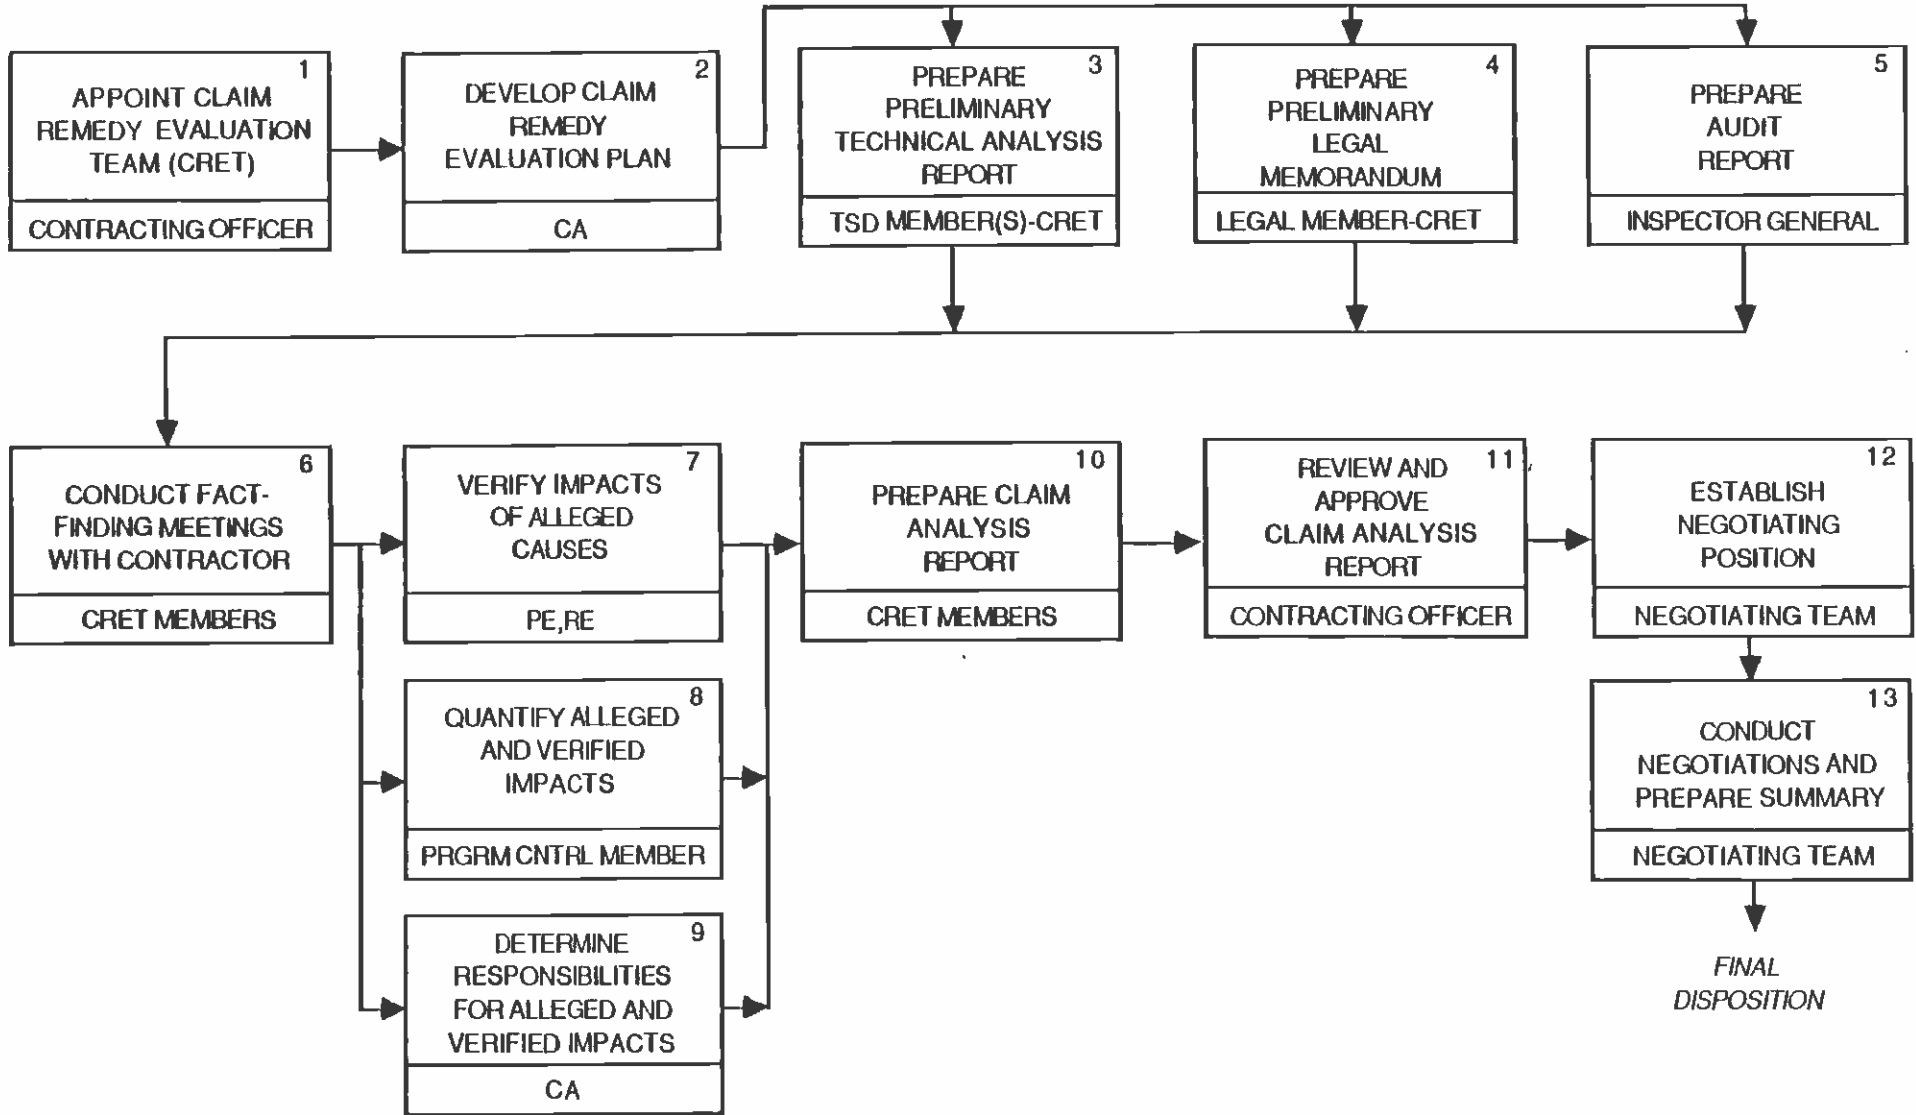 1
APPOINT CLAIM
REMEDY EVALUATION
TEAM (CRET)
CONTRACTING OFFICER
2
DEVELOP CLAIM
REMEDY
EVALUATION PLAN
CA
3
PREPARE
PRELIMINARY
TECHNICAL ANALYSIS
REPORT
TSD MEMBER(S)-CRET
4
PREPARE
PRELIMINARY
LEGAL
MEMORANDUM
LEGAL MEMBER-CRET
5
PREPARE
AUDIT
REPORT
INSPECTOR GENERAL
6
CONDUCT FACT-
FINDING MEETINGS
WITH CONTRACTOR
CRET MEMBERS
7
VERIFY IMPACTS
OF ALLEGED
CAUSES
PE,RE
8
QUANTIFY ALLEGED
AND VERIFIED
IMPACTS
PRGRM CNTRL MEMBER
9
DETERMINE
RESPONSIBILITIES
FOR ALLEGED AND
VERIFIED IMPACTS
CA
10
PREPARE CLAIM
ANALYSIS
REPORT
CRET MEMBERS
11
REVIEW AND
APPROVE
CLAIM ANALYSIS
REPORT
CONTRACTING OFFICER
12
ESTABLISH
NEGOTIATING
POSITION
NEGOTIATING TEAM
13
CONDUCT
NEGOTIATIONS AND
PREPARE SUMMARY
NEGOTIATING TEAM
FINAL
DISPOSITION